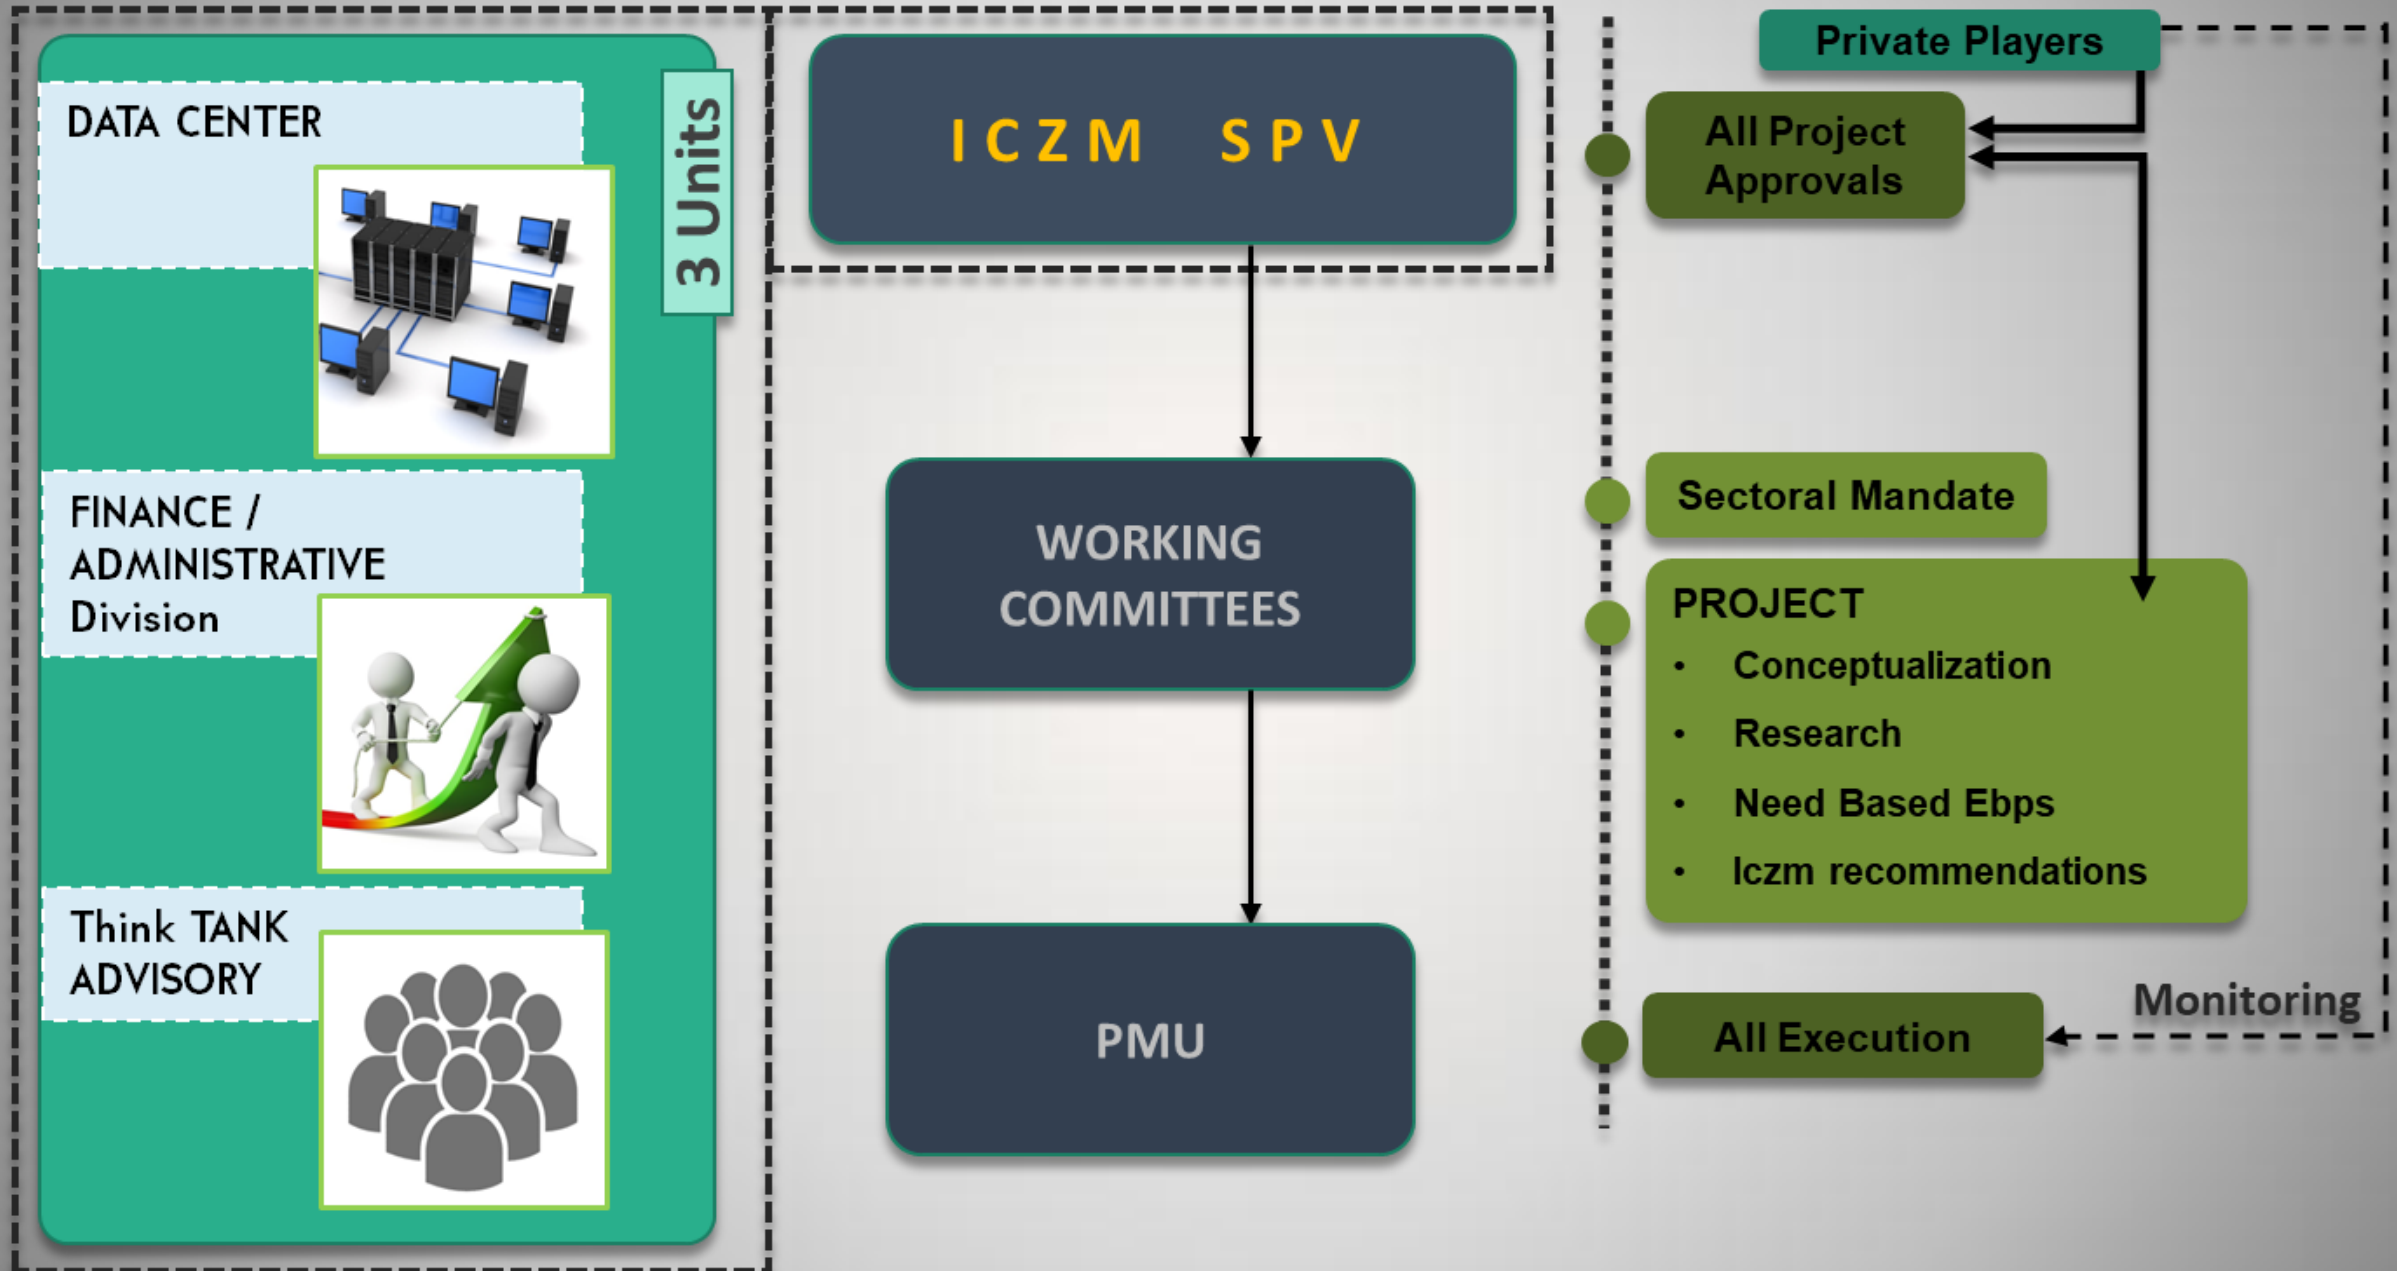 DATA CENTER
FINANCE /
ADMINISTRATIVE
Division
Think TANK
ADVISORY
3 Units
ICZM SPV
WORKING
COMMITTEES
PMU
Private Players
All Project
Approvals
Sectoral Mandate
PROJECT
• Conceptualization
• Research
• Need Based Ebps
• Iczm recommendations
Monitoring
All Execution